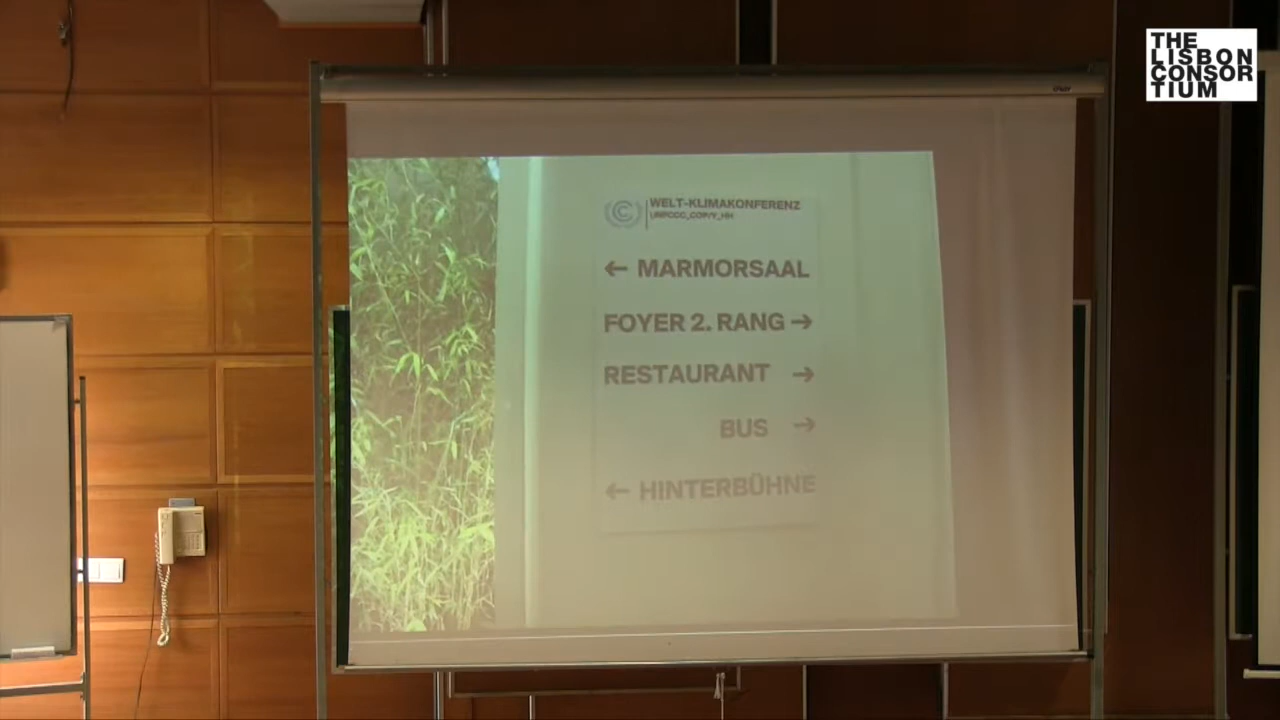 THE
LISBON
CONSOR
TIUM
WELT-KLIMAKONFERENZ
← MARMORSAAL
FOYER 2. RANG →
RESTAURANT →
BUS →
← HINTERBÜHNE